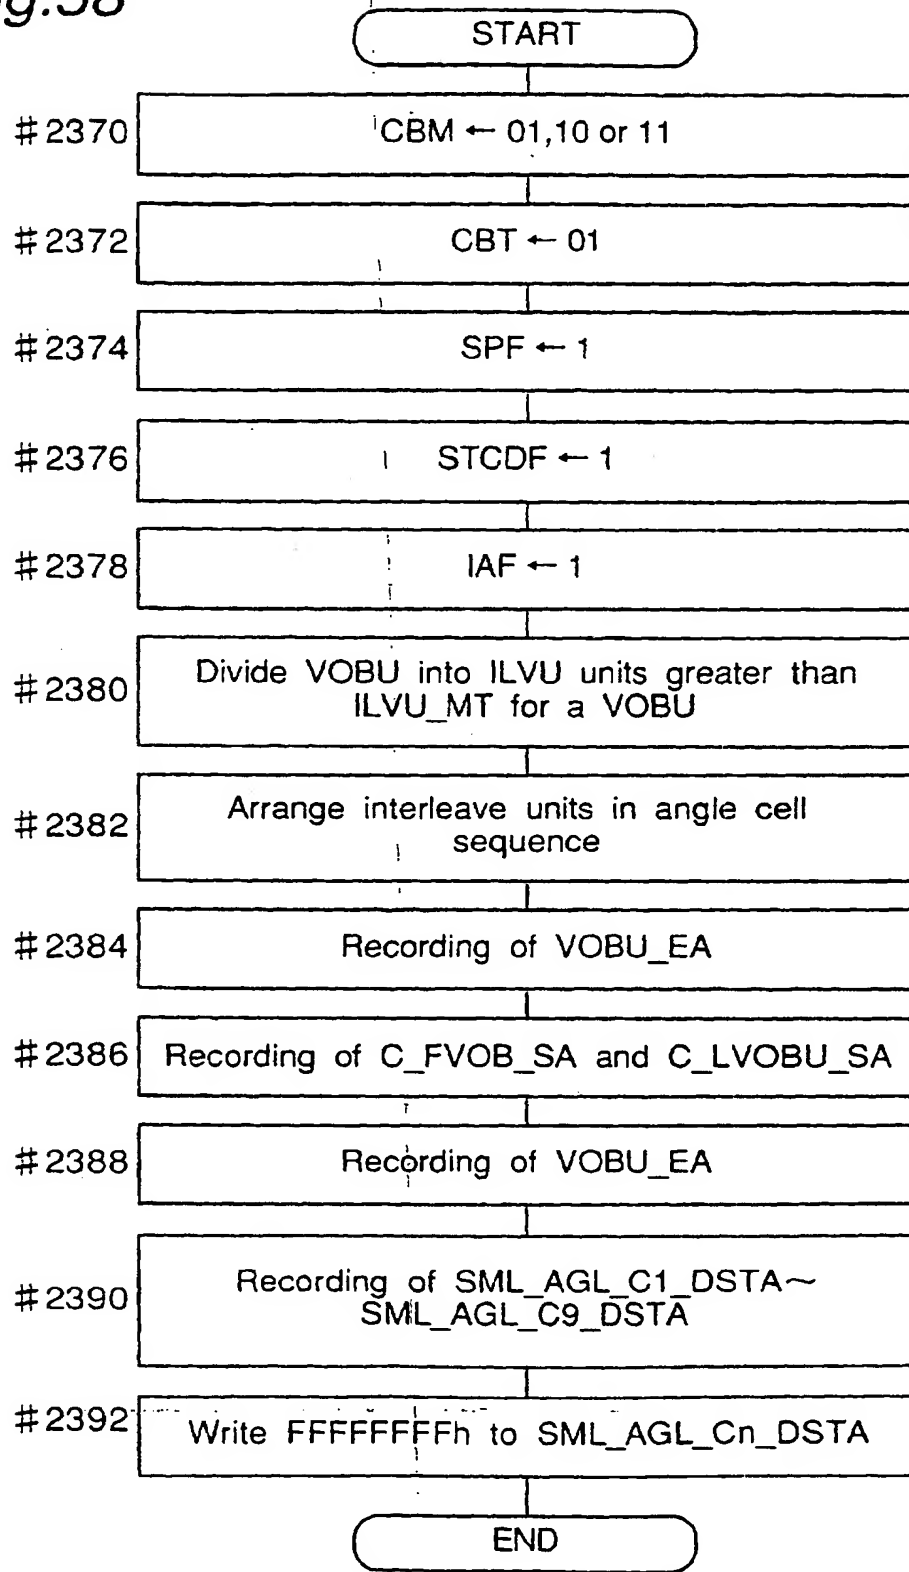 g.58
START
#2370 CBM ← 01,10 or 11
#2372 CBT ← 01
#2374 SPF ← 1
#2376 STCDF ← 1
#2378 IAF ← 1
#2380 Divide VOBU into ILVU units greater than
ILVU_MT for a VOBU
#2382 Arrange interleave units in angle cell
sequence
#2384 Recording of VOBU_EA
#2386 Recording of C_FVOB_SA and C_LVOBU_SA
#2388 Recording of VOBU_EA
#2390 Recording of SML_AGL_C1_DSTA~
SML_AGL_C9_DSTA
#2392 Write FFFFFFFFh to SML_AGL_Cn_DSTA
END